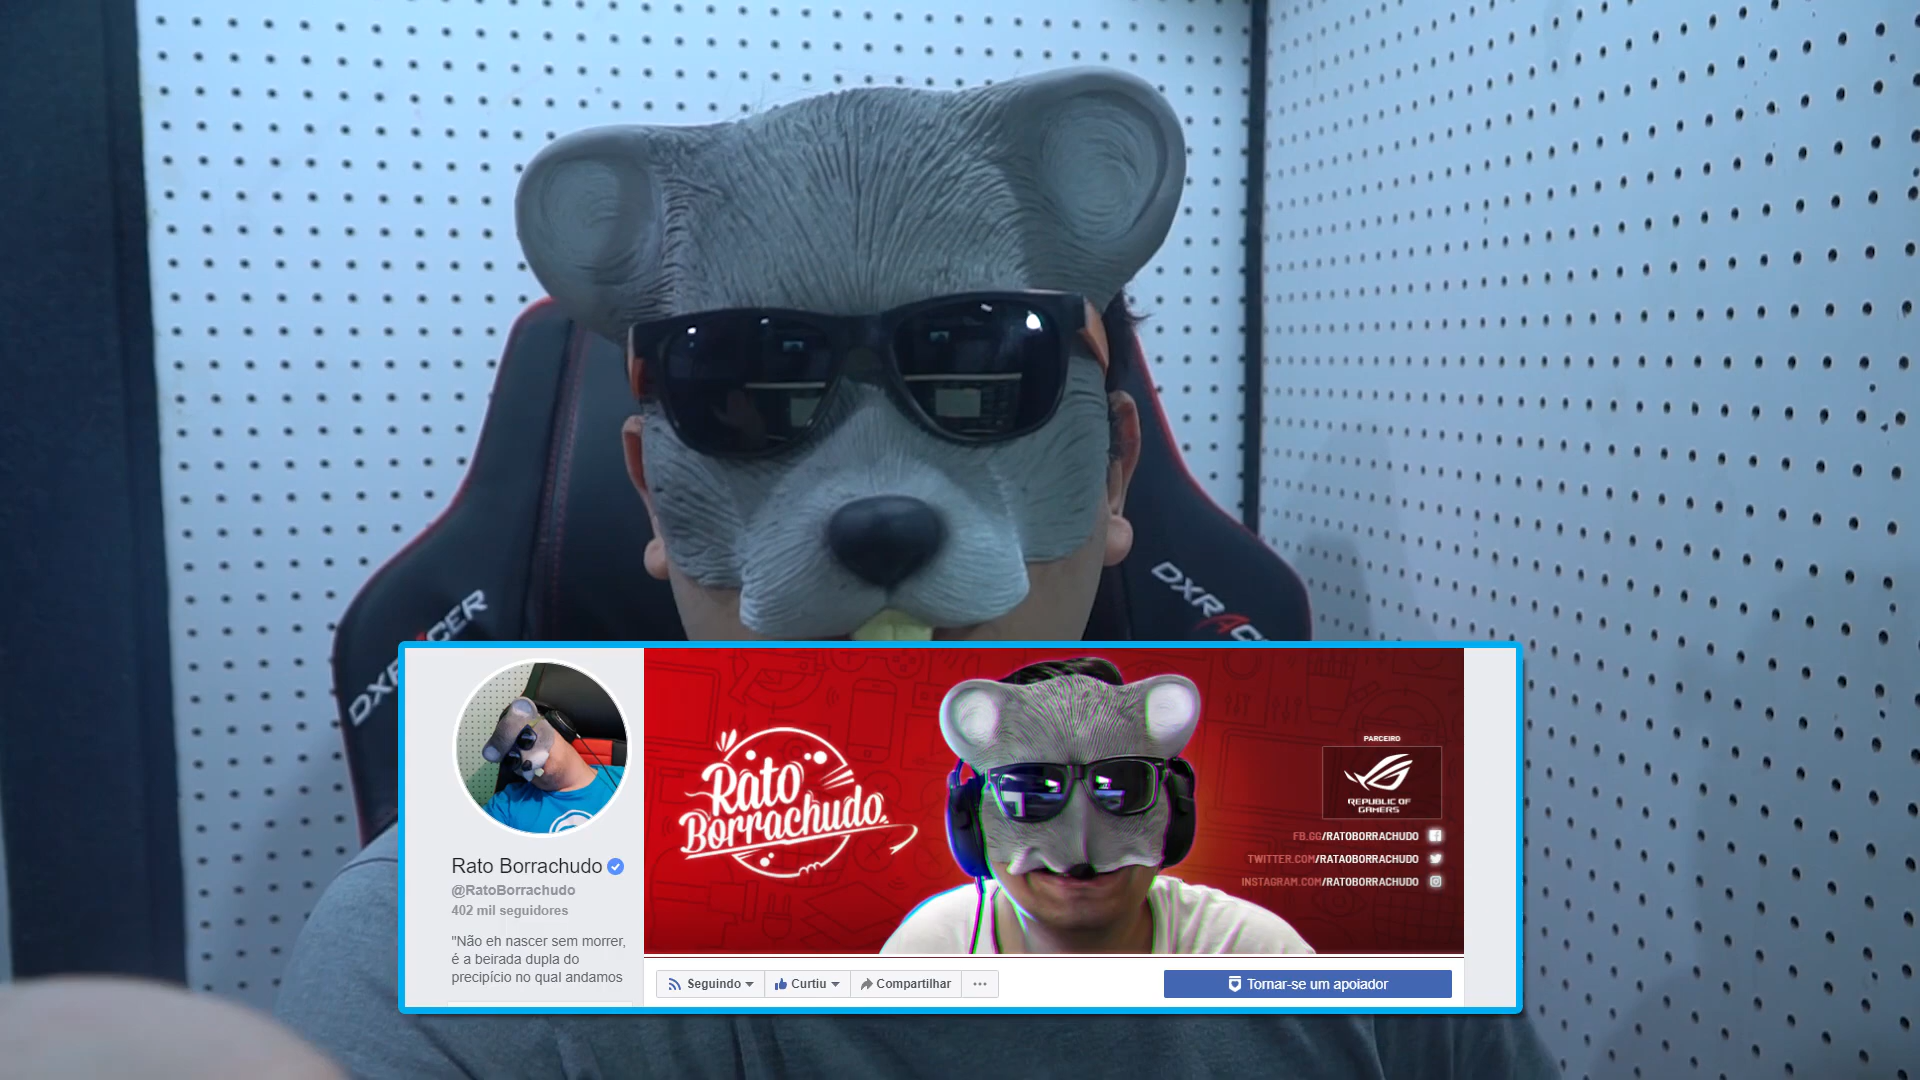 DXRACER
DXRAC
DXR
Rato
Borrachudo
PARCEIRO
REPUBLIC OF
GAMERS
FB.GG/RATOBORRACHUDO
TWITTER.COM/RATAOBORRACHUDO
INSTAGRAM.COM/RATOBORRACHUDO
Rato Borrachudo
@RatoBorrachudo
402 mil seguidores
"Não eh nascer sem morrer,
é a beirada dupla do
precipício no qual andamos
Seguindo
Curtiu
Compartilhar
...
Tornar-se um apoiador